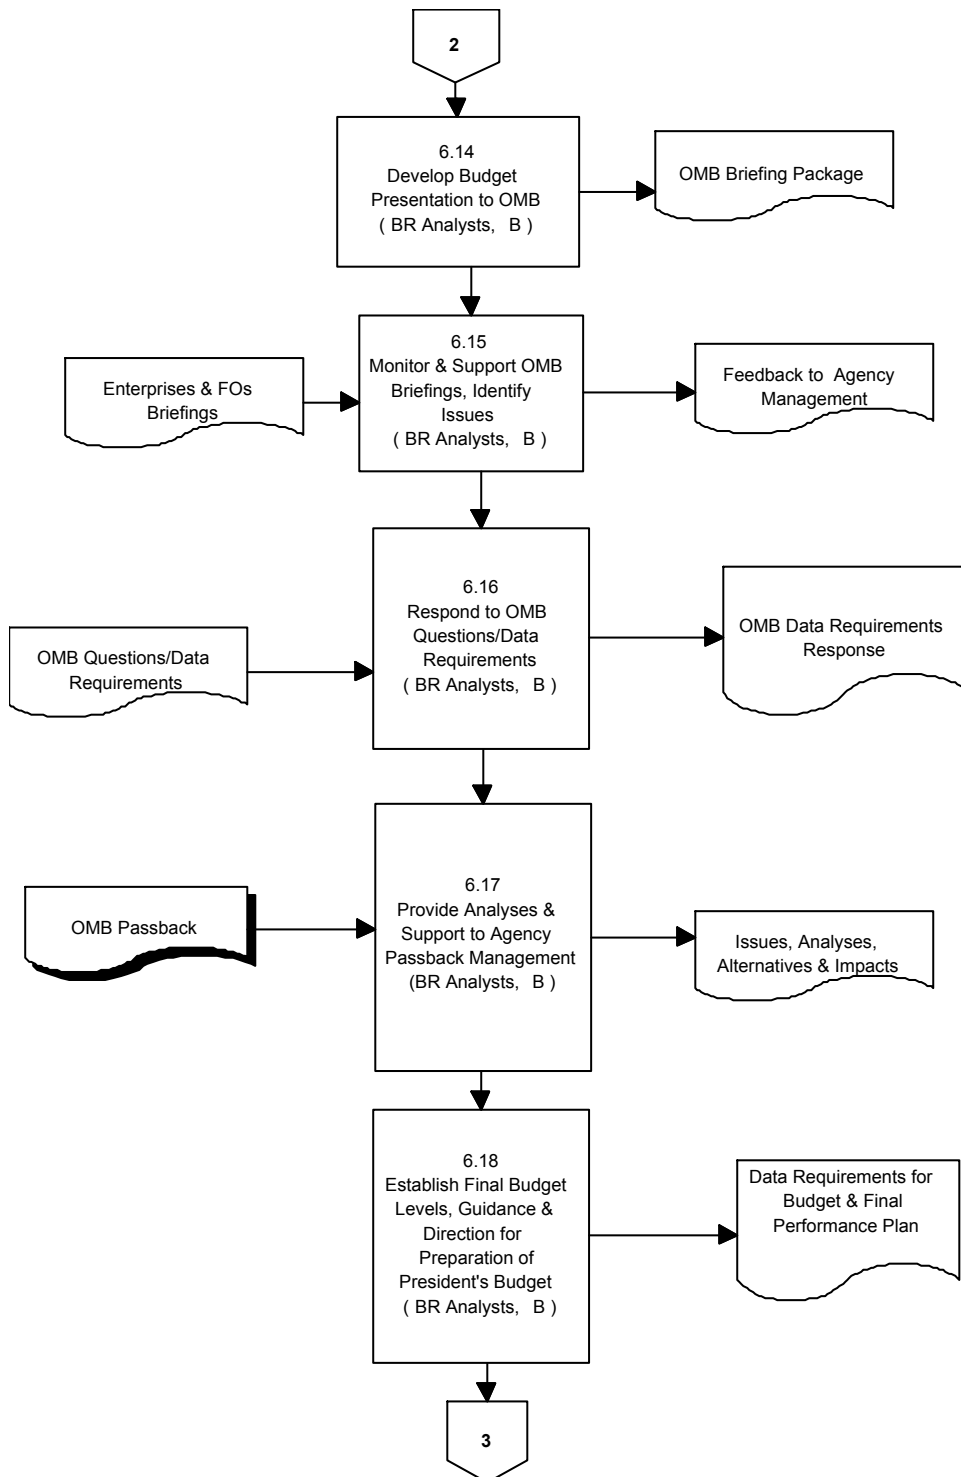 2
6.14
Develop Budget
Presentation to OMB
( BR Analysts, B )
OMB Briefing Package
6.15
Monitor & Support OMB
Briefings, Identify
Issues
( BR Analysts, B )
Enterprises & FOs
Briefings
Feedback to Agency
Management
6.16
Respond to OMB
Questions/Data
Requirements
( BR Analysts, B )
OMB Questions/Data
Requirements
OMB Data Requirements
Response
6.17
Provide Analyses &
Support to Agency
Passback Management
(BR Analysts, B )
OMB Passback
Issues, Analyses,
Alternatives & Impacts
6.18
Establish Final Budget
Levels, Guidance &
Direction for
Preparation of
President's Budget
( BR Analysts, B )
Data Requirements for
Budget & Final
Performance Plan
3